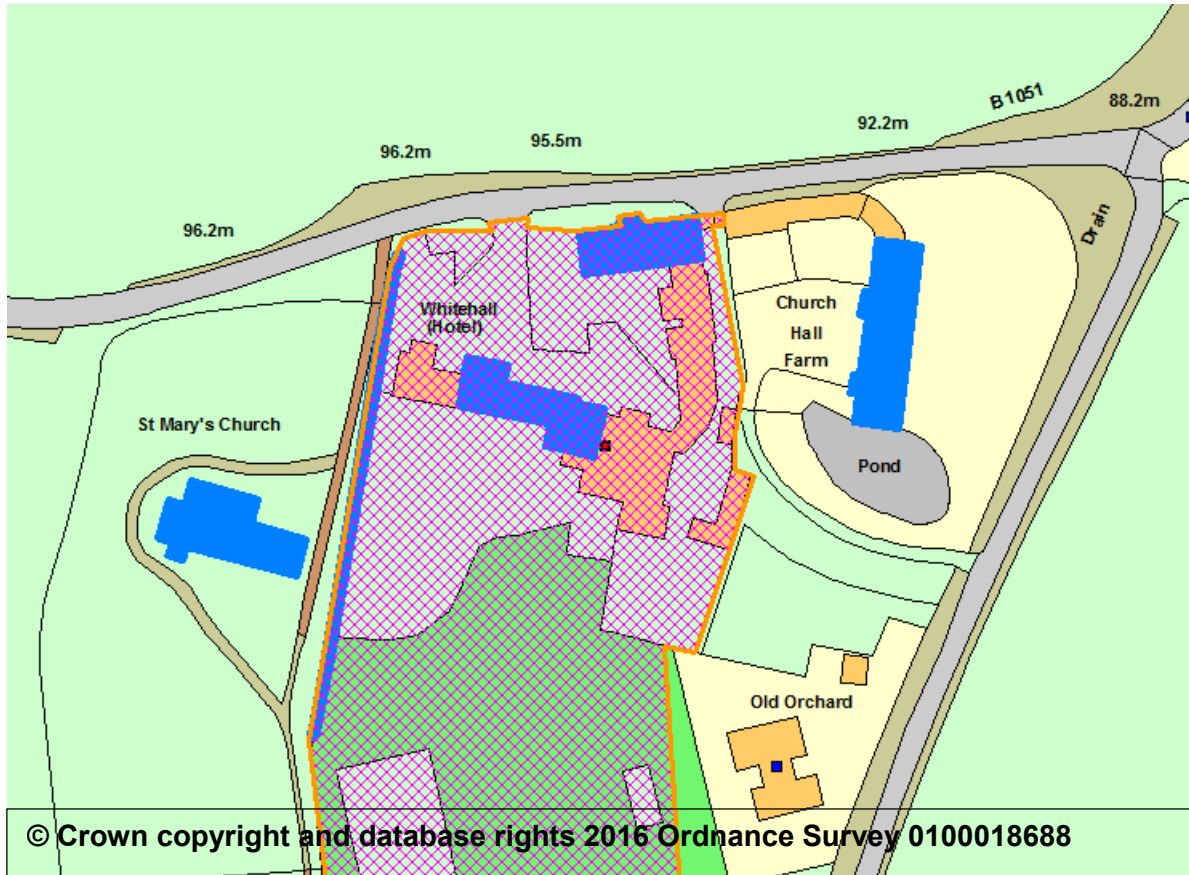 B1051
88.2m
92.2m
95.5m
96.2m
96.2m
Drain
Whitehall
(Hotel)
Church
Hall
Farm
St Mary's Church
Pond
Old Orchard
© Crown copyright and database rights 2016 Ordnance Survey 0100018688